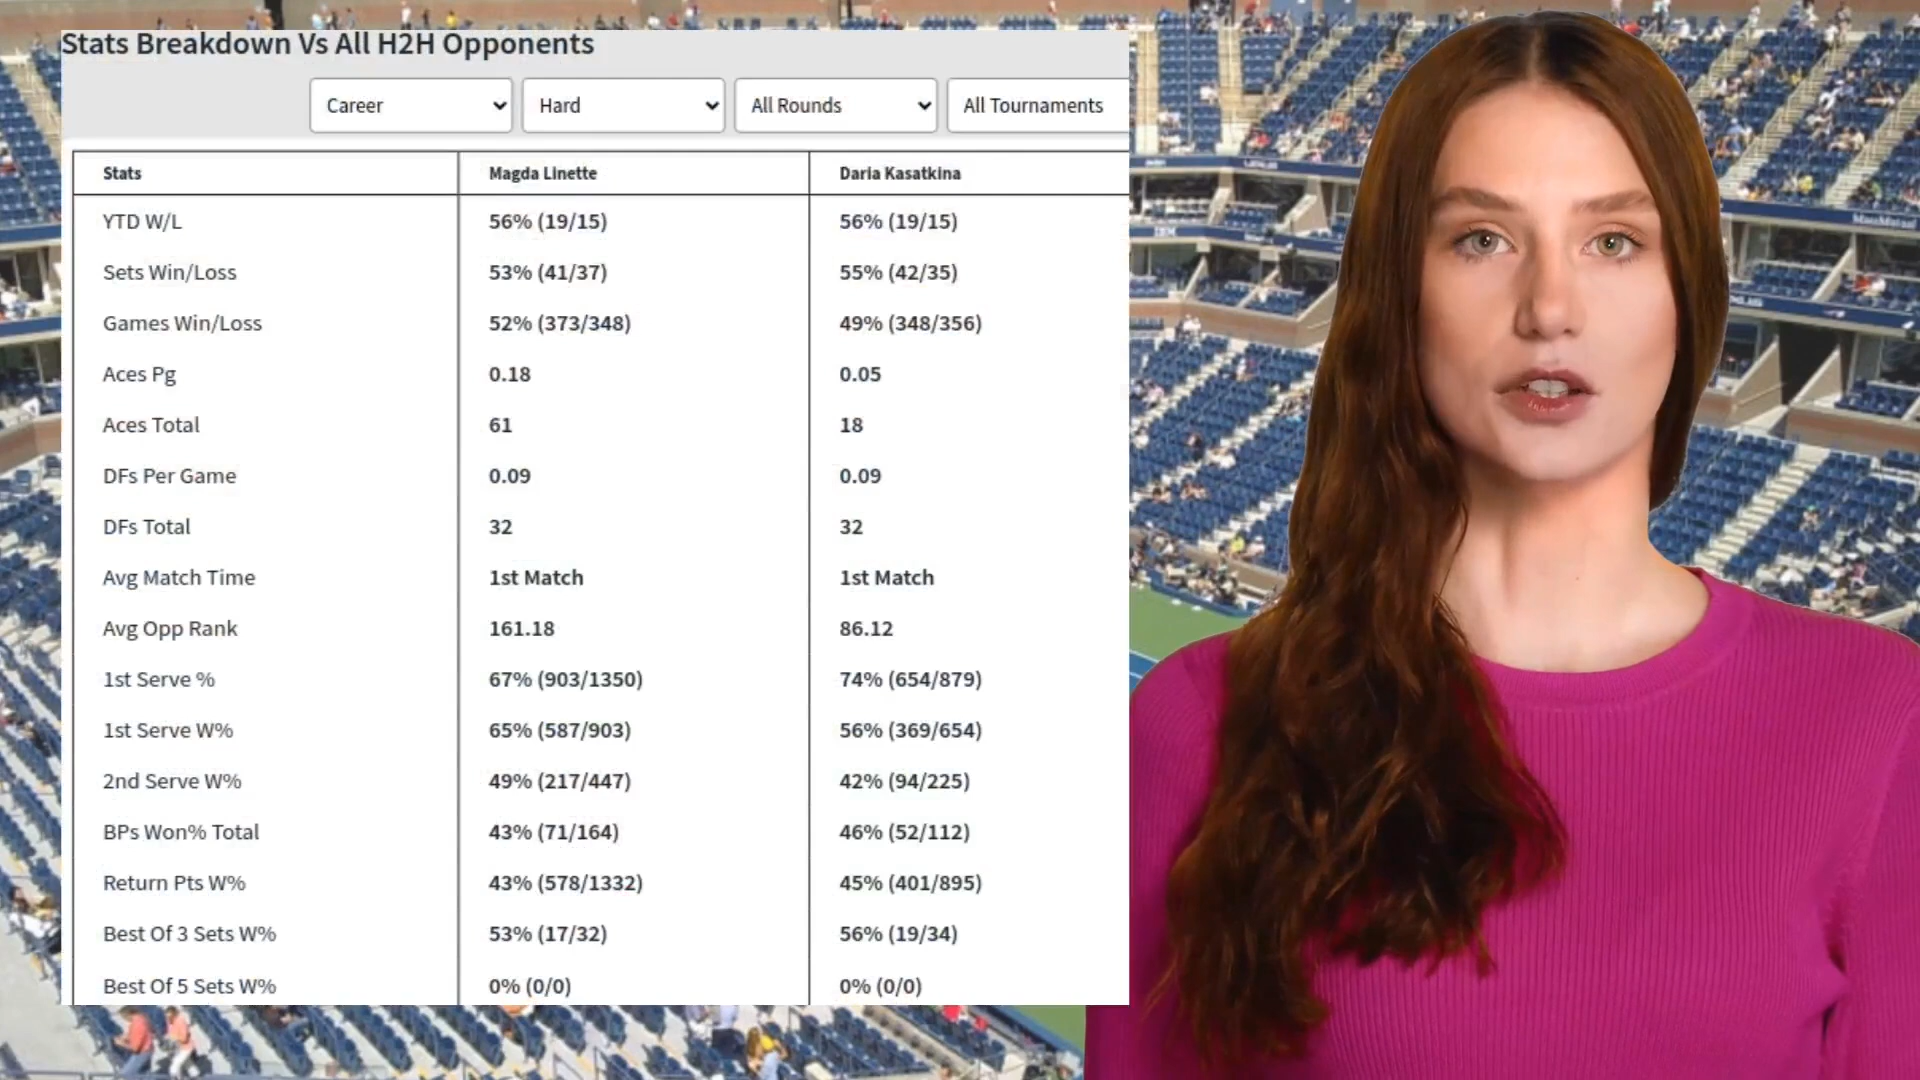 Stats Breakdown Vs All H2H Opponents
Career Hard All Rounds All Tournaments
Stats Magda Linette Daria Kasatkina
YTD W/L 56% (19/15) 56% (19/15)
Sets Win/Loss 53% (41/37) 55% (42/35)
Games Win/Loss 52% (373/348) 49% (348/356)
Aces Pg 0.18 0.05
Aces Total 61 18
DFs Per Game 0.09 0.09
DFs Total 32 32
Avg Match Time 1st Match 1st Match
Avg Opp Rank 161.18 86.12
1st Serve % 67% (903/1350) 74% (654/879)
1st Serve W% 65% (587/903) 56% (369/654)
2nd Serve W% 49% (217/447) 42% (94/225)
BPs Won% Total 43% (71/164) 46% (52/112)
Return Pts W% 43% (578/1332) 45% (401/895)
Best Of 3 Sets W% 53% (17/32) 56% (19/34)
Best Of 5 Sets W% 0% (0/0) 0% (0/0)
IBM
MassMutual